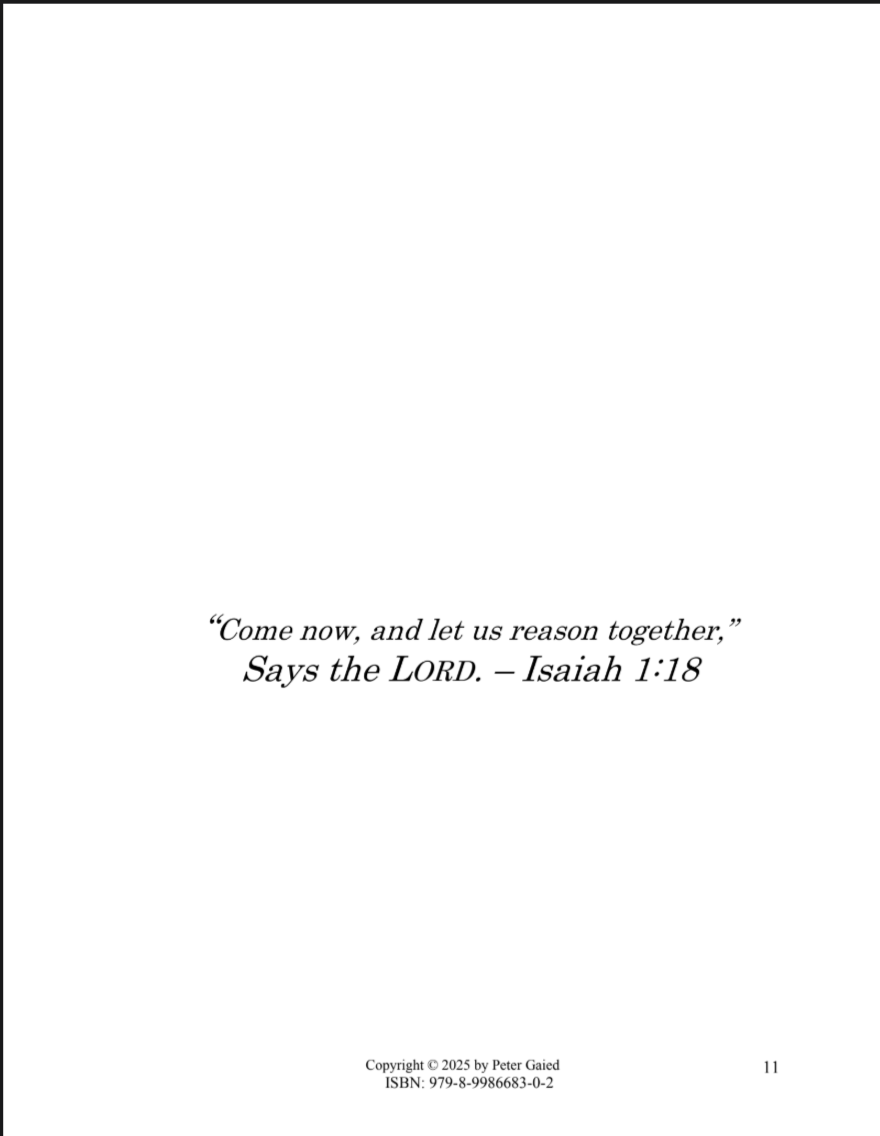 “Come now, and let us reason together,”
Says the LORD. – Isaiah 1:18
Copyright © 2025 by Peter Gaied
11
ISBN: 979-8-9986683-0-2